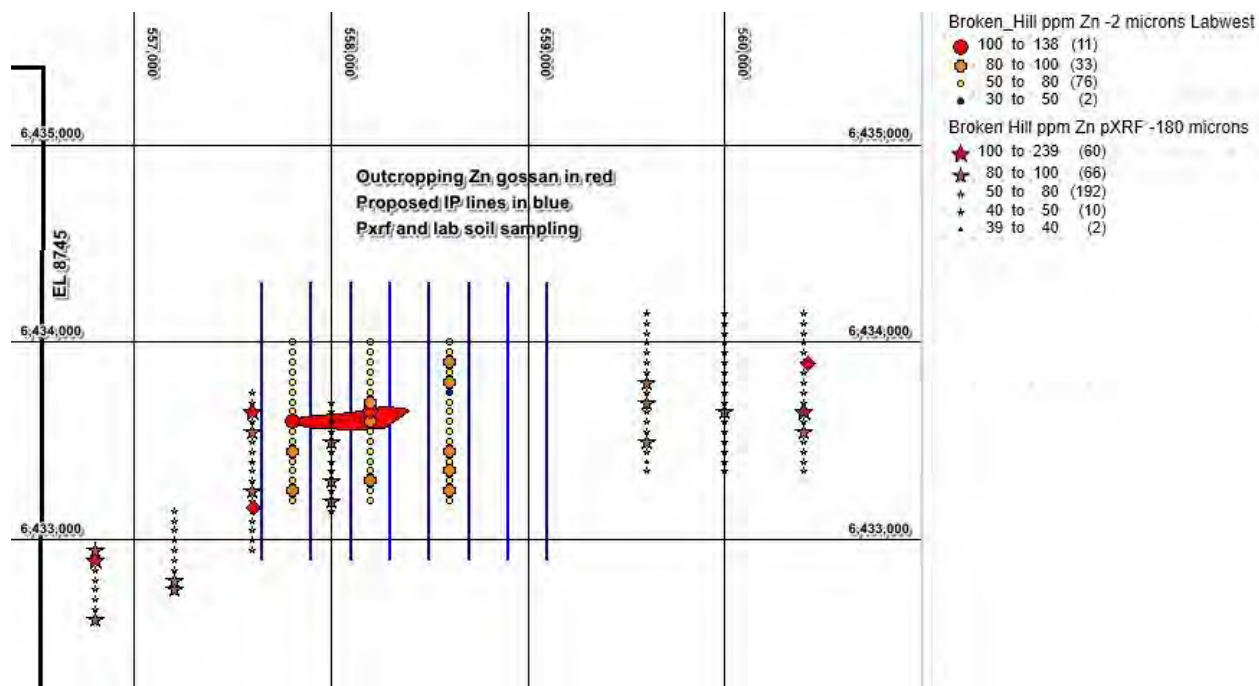 557,000
558,000
559,000
560,000
6,435,000
6,435,000
EL 8745
Outcropping Zn gossan in red
Proposed IP lines in blue
Pxrf and lab soil sampling
6,434,000
6,434,000
6,433,000
6,433,000
Broken_Hill ppm Zn -2 microns Labwest
100 to 138 (11)
80 to 100 (33)
50 to 80 (76)
30 to 50 (2)
Broken Hill ppm Zn pXRF -180 microns
100 to 239 (60)
80 to 100 (66)
50 to 80 (192)
40 to 50 (10)
39 to 40 (2)